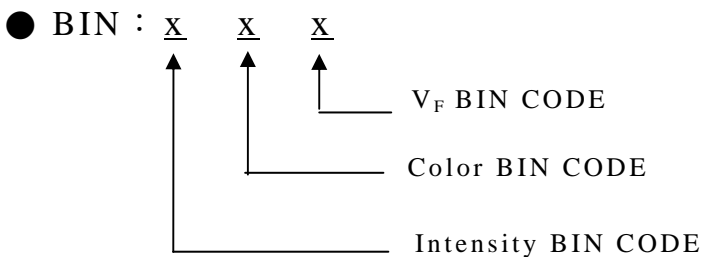 ● BIN：x x x
V_F BIN CODE
Color BIN CODE
Intensity BIN CODE